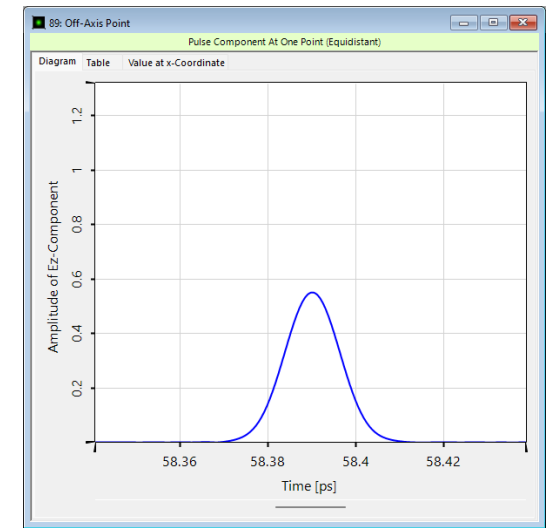 89: Off-Axis Point
Pulse Component At One Point (Equidistant)
Diagram Table Value at x-Coordinate
Amplitude of Ez-Component
1.2
1
0.8
0.6
0.4
0.2
58.36 58.38 58.4 58.42
Time [ps]